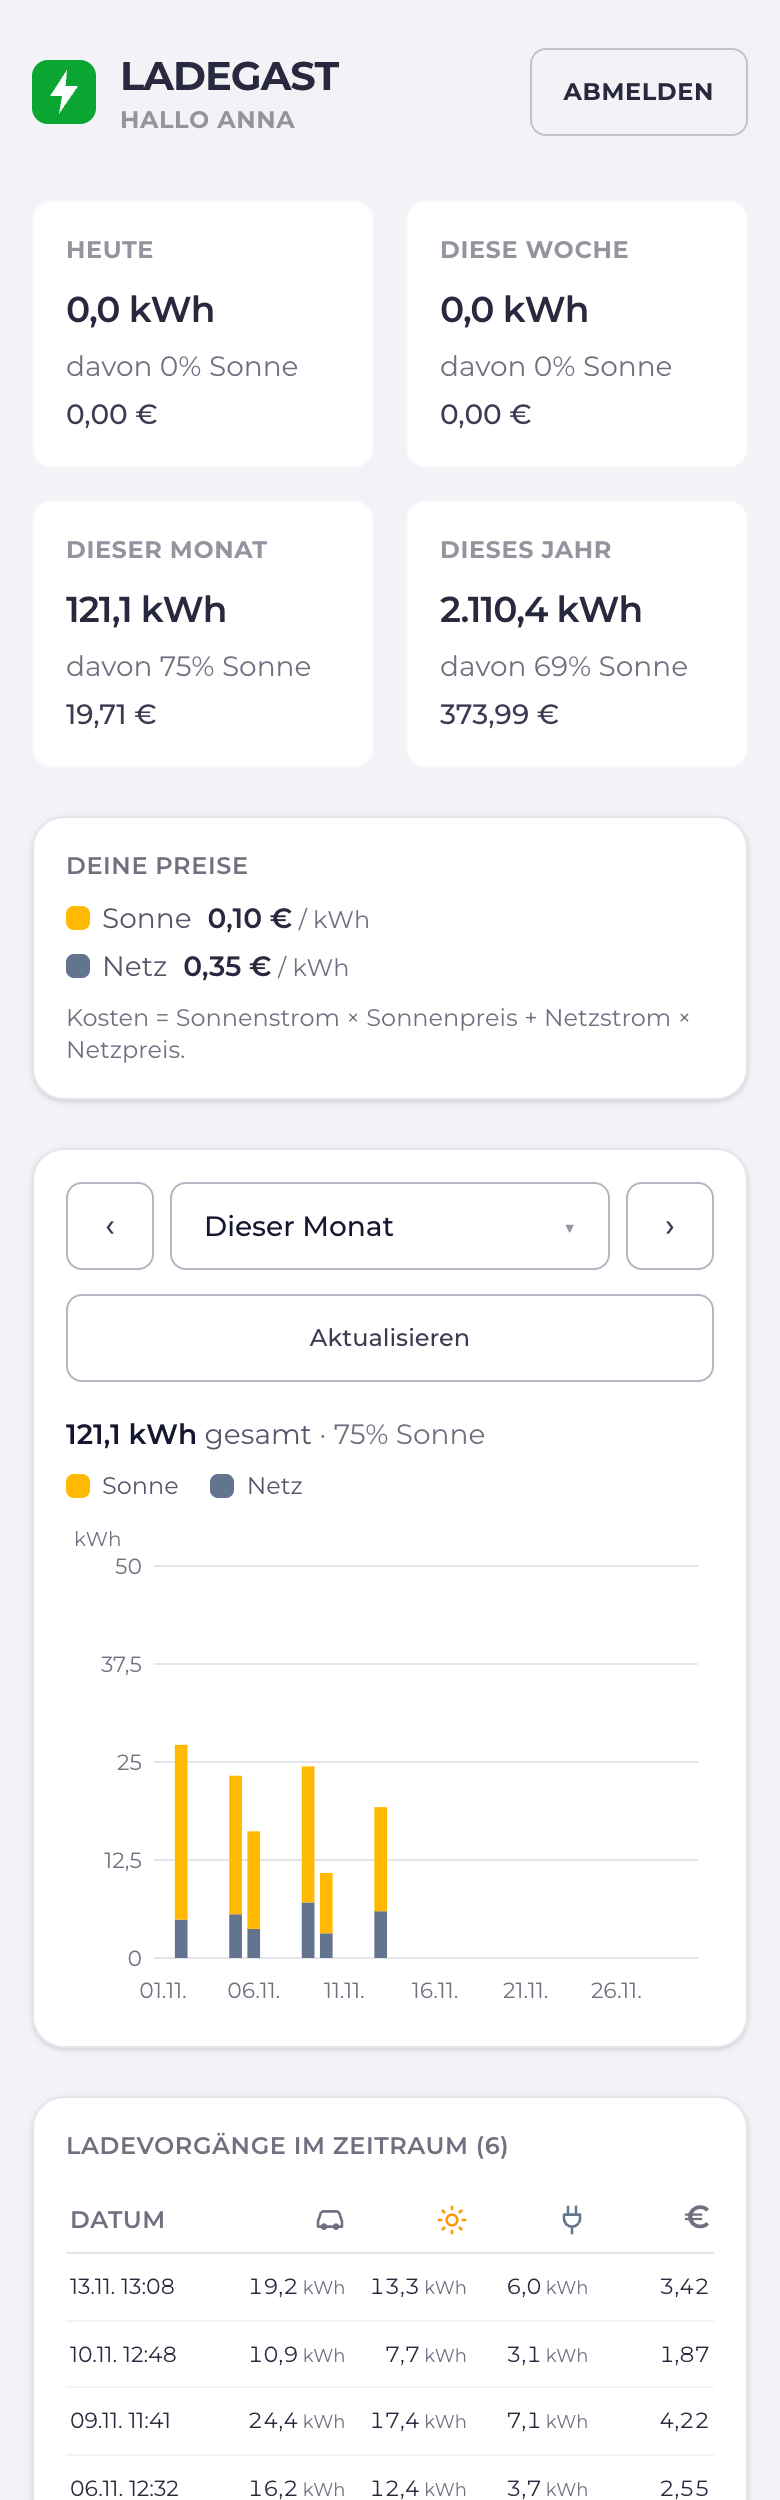 LADEGAST
HALLO ANNA
ABMELDEN
HEUTE
0,0 kWh
davon 0% Sonne
0,00 €
DIESE WOCHE
0,0 kWh
davon 0% Sonne
0,00 €
DIESER MONAT
121,1 kWh
davon 75% Sonne
19,71 €
DIESES JAHR
2.110,4 kWh
davon 69% Sonne
373,99 €
DEINE PREISE
Sonne 0,10 € / kWh
Netz 0,35 € / kWh
Kosten = Sonnenstrom × Sonnenpreis + Netzstrom ×
Netzpreis.
‹ Dieser Monat ▾ ›
Aktualisieren
121,1 kWh gesamt · 75% Sonne
Sonne Netz
kWh
50
37,5
25
12,5
0
01.11. 06.11. 11.11. 16.11. 21.11. 26.11.
LADEVORGÄNGE IM ZEITRAUM (6)
DATUM €
13.11. 13:08 19,2 kWh 13,3 kWh 6,0 kWh 3,42
10.11. 12:48 10,9 kWh 7,7 kWh 3,1 kWh 1,87
09.11. 11:41 24,4 kWh 17,4 kWh 7,1 kWh 4,22
06.11. 12:32 16,2 kWh 12,4 kWh 3,7 kWh 2,55